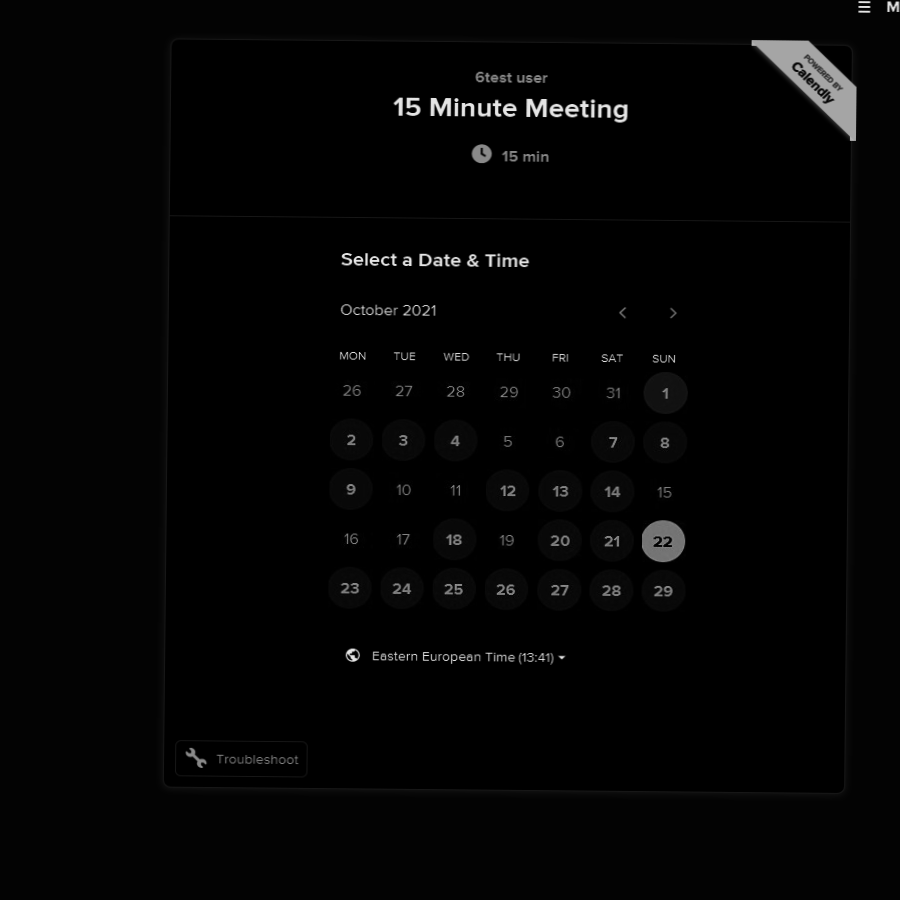 ☰ M
POWERED BY
Calendly
6test user
15 Minute Meeting
15 min
Select a Date & Time
October 2021
MON TUE WED THU FRI SAT SUN
26 27 28 29 30 31 1
2 3 4 5 6 7 8
9 10 11 12 13 14 15
16 17 18 19 20 21 22
23 24 25 26 27 28 29
Eastern European Time (13:41)
Troubleshoot